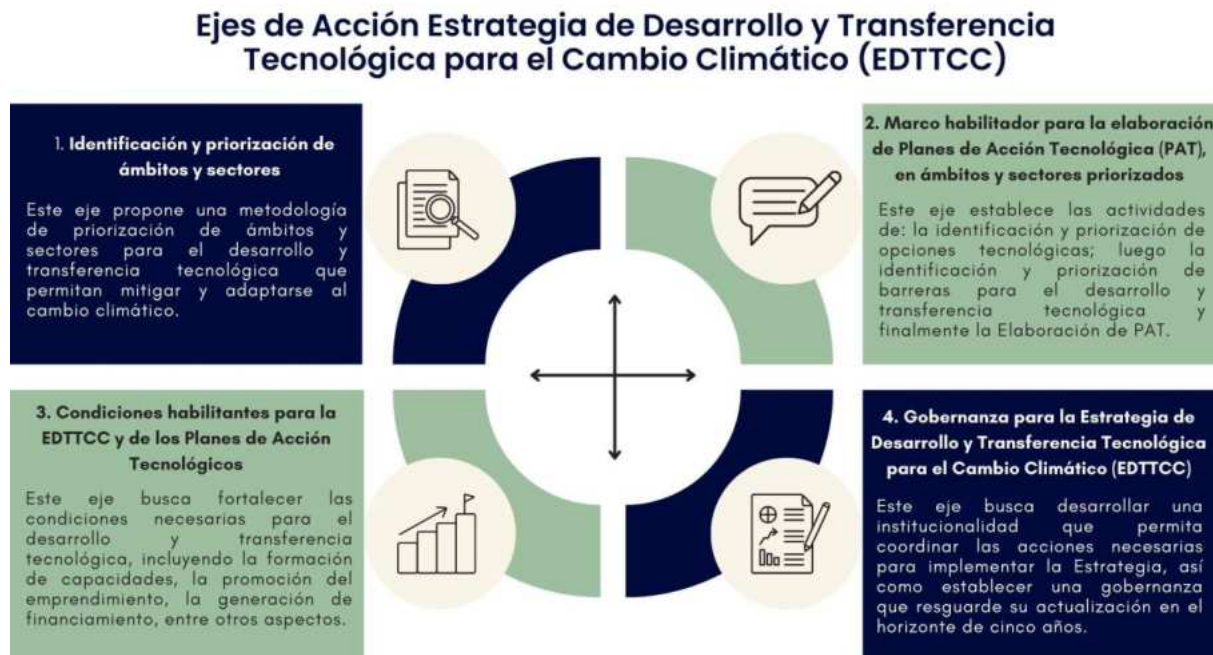 Ejes de Acción Estrategia de Desarrollo y Transferencia
Tecnológica para el Cambio Climático (EDTTCC)
1. Identificación y priorización de
ámbitos y sectores
Este eje propone una metodología
de priorización de ámbitos y
sectores para el desarrollo y
transferencia tecnológica que
permitan mitigar y adaptarse al
cambio climático.
2. Marco habilitador para la elaboración
de Planes de Acción Tecnológica (PAT),
en ámbitos y sectores priorizados
Este eje establece las actividades
de: la identificación y priorización de
opciones tecnológicas; luego la
identificación y priorización de
barreras para el desarrollo y
transferencia tecnológica y
finalmente la Elaboración de PAT.
3. Condiciones habilitantes para la
EDTTCC y de los Planes de Acción
Tecnológicos
Este eje busca fortalecer las
condiciones necesarias para el
desarrollo y transferencia
tecnológica, incluyendo la formación
de capacidades, la promoción del
emprendimiento, la generación de
financiamiento, entre otros aspectos.
4. Gobernanza para la Estrategia de
Desarrollo y Transferencia Tecnológica
para el Cambio Climático (EDTTCC)
Este eje busca desarrollar una
institucionalidad que permita
coordinar las acciones necesarias
para implementar la Estrategia, así
como establecer una gobernanza
que resguarde su actualización en el
horizonte de cinco años.